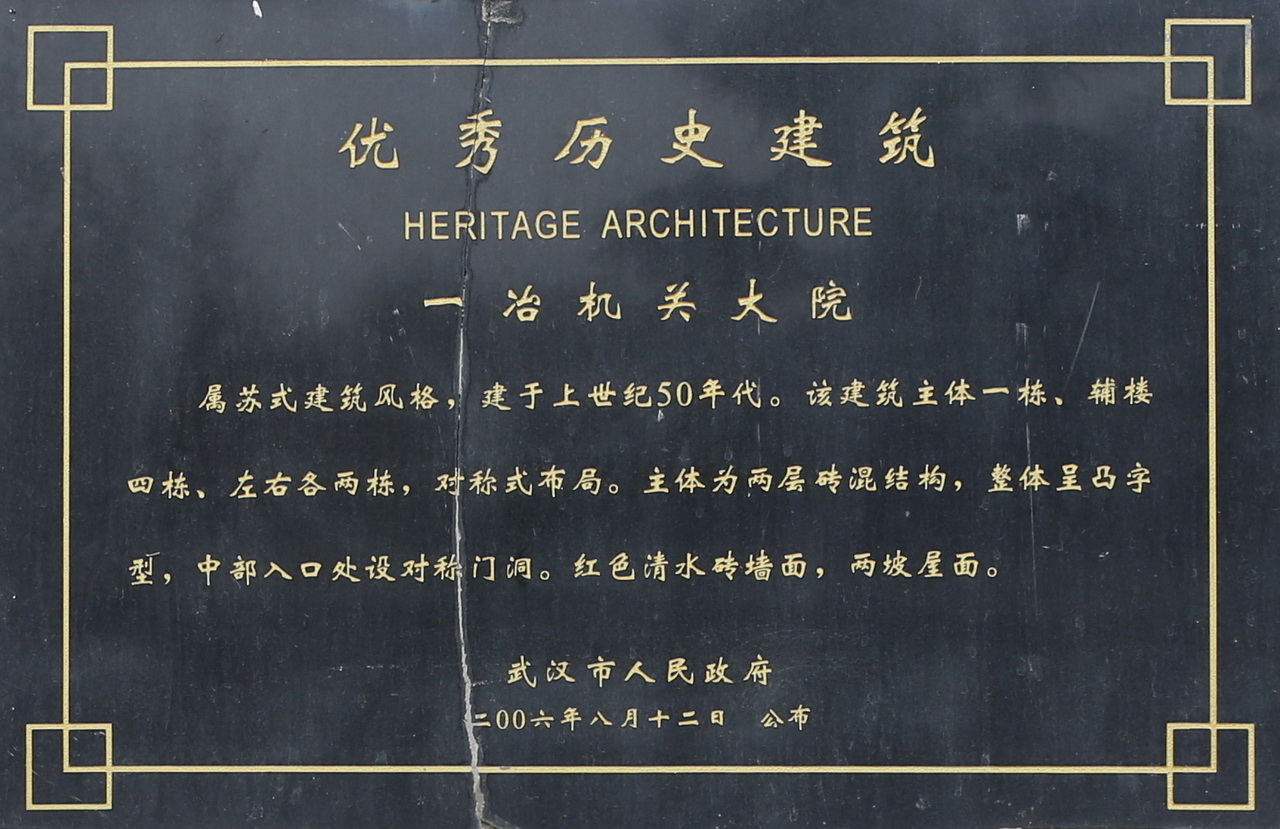 优秀历史建筑
HERITAGE ARCHITECTURE
一冶机关大院
属苏式建筑风格，建于上世纪50年代。该建筑主体一栋、辅楼
四栋、左右各两栋，对称式布局。主体为两层砖混结构，整体呈凸字
型，中部入口处设对称门洞。红色清水砖墙面，两坡屋面。
武汉市人民政府
二00六年八月十二日 公布